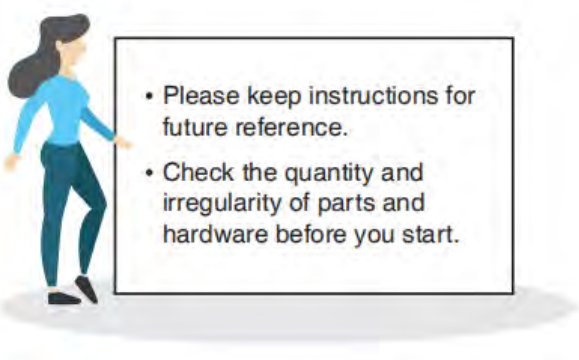 • Please keep instructions for
future reference.
• Check the quantity and
irregularity of parts and
hardware before you start.